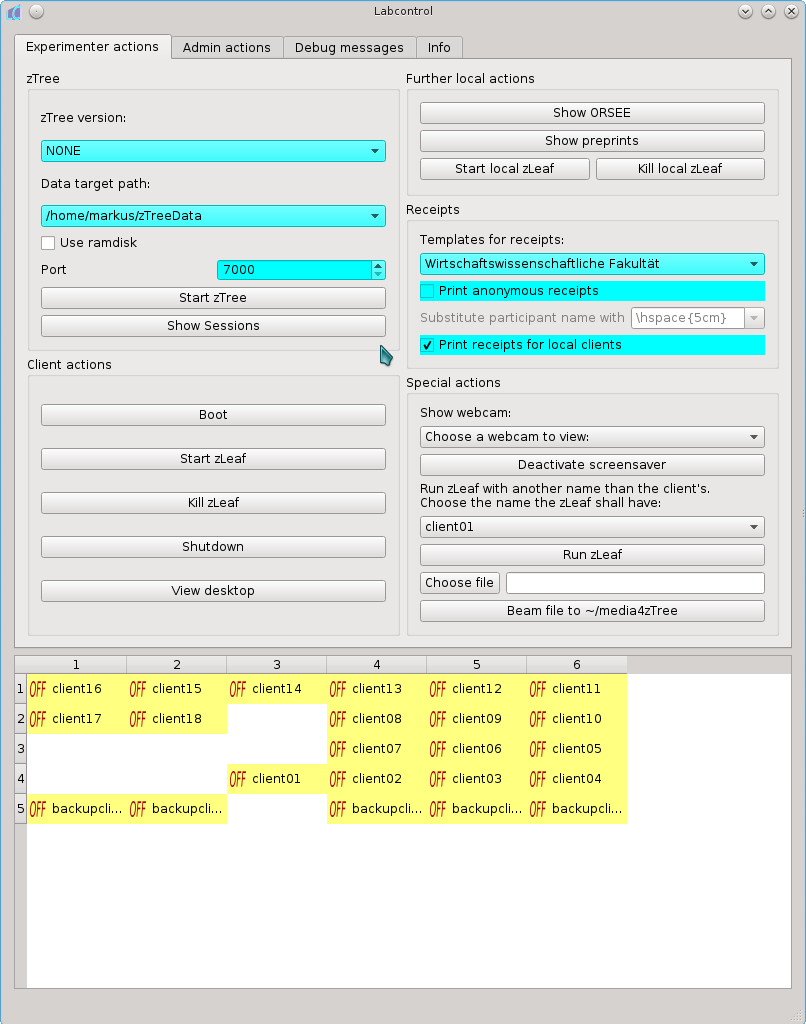 Labcontrol
Experimenter actions Admin actions Debug messages Info
zTree
zTree version:
NONE
Data target path:
/home/markus/zTreeData
Use ramdisk
Port 7000
Start zTree
Show Sessions
Client actions
Boot
Start zLeaf
Kill zLeaf
Shutdown
View desktop
Further local actions
Show ORSEE
Show preprints
Start local zLeaf Kill local zLeaf
Receipts
Templates for receipts:
Wirtschaftswissenschaftliche Fakultät
Print anonymous receipts
Substitute participant name with \hspace{5cm}
Print receipts for local clients
Special actions
Show webcam:
Choose a webcam to view:
Deactivate screensaver
Run zLeaf with another name than the client's.
Choose the name the zLeaf shall have:
client01
Run zLeaf
Choose file
Beam file to ~/media4zTree
1 2 3 4 5 6
1 OFF client16 OFF client15 OFF client14 OFF client13 OFF client12 OFF client11
2 OFF client17 OFF client18 OFF client08 OFF client09 OFF client10
3 OFF client07 OFF client06 OFF client05
4 OFF client01 OFF client02 OFF client03 OFF client04
5 OFF backupcli... OFF backupcli... OFF backupcli... OFF backupcli... OFF backupcli...